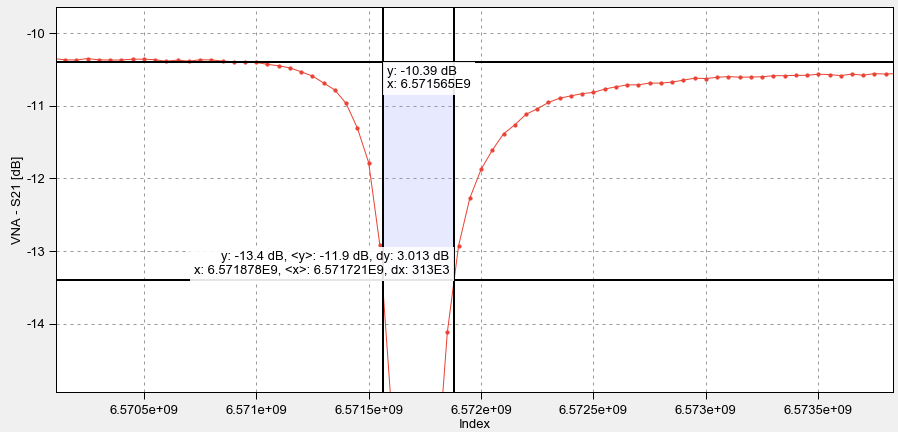 -10
y: -10.39 dB
x: 6.571565E9
-11
-12
VNA - S21 [dB]
-13
y: -13.4 dB, <y>: -11.9 dB, dy: 3.013 dB
x: 6.571878E9, <x>: 6.571721E9, dx: 313E3
-14
6.5705e+09 6.571e+09 6.5715e+09 6.572e+09 6.5725e+09 6.573e+09 6.5735e+09
Index